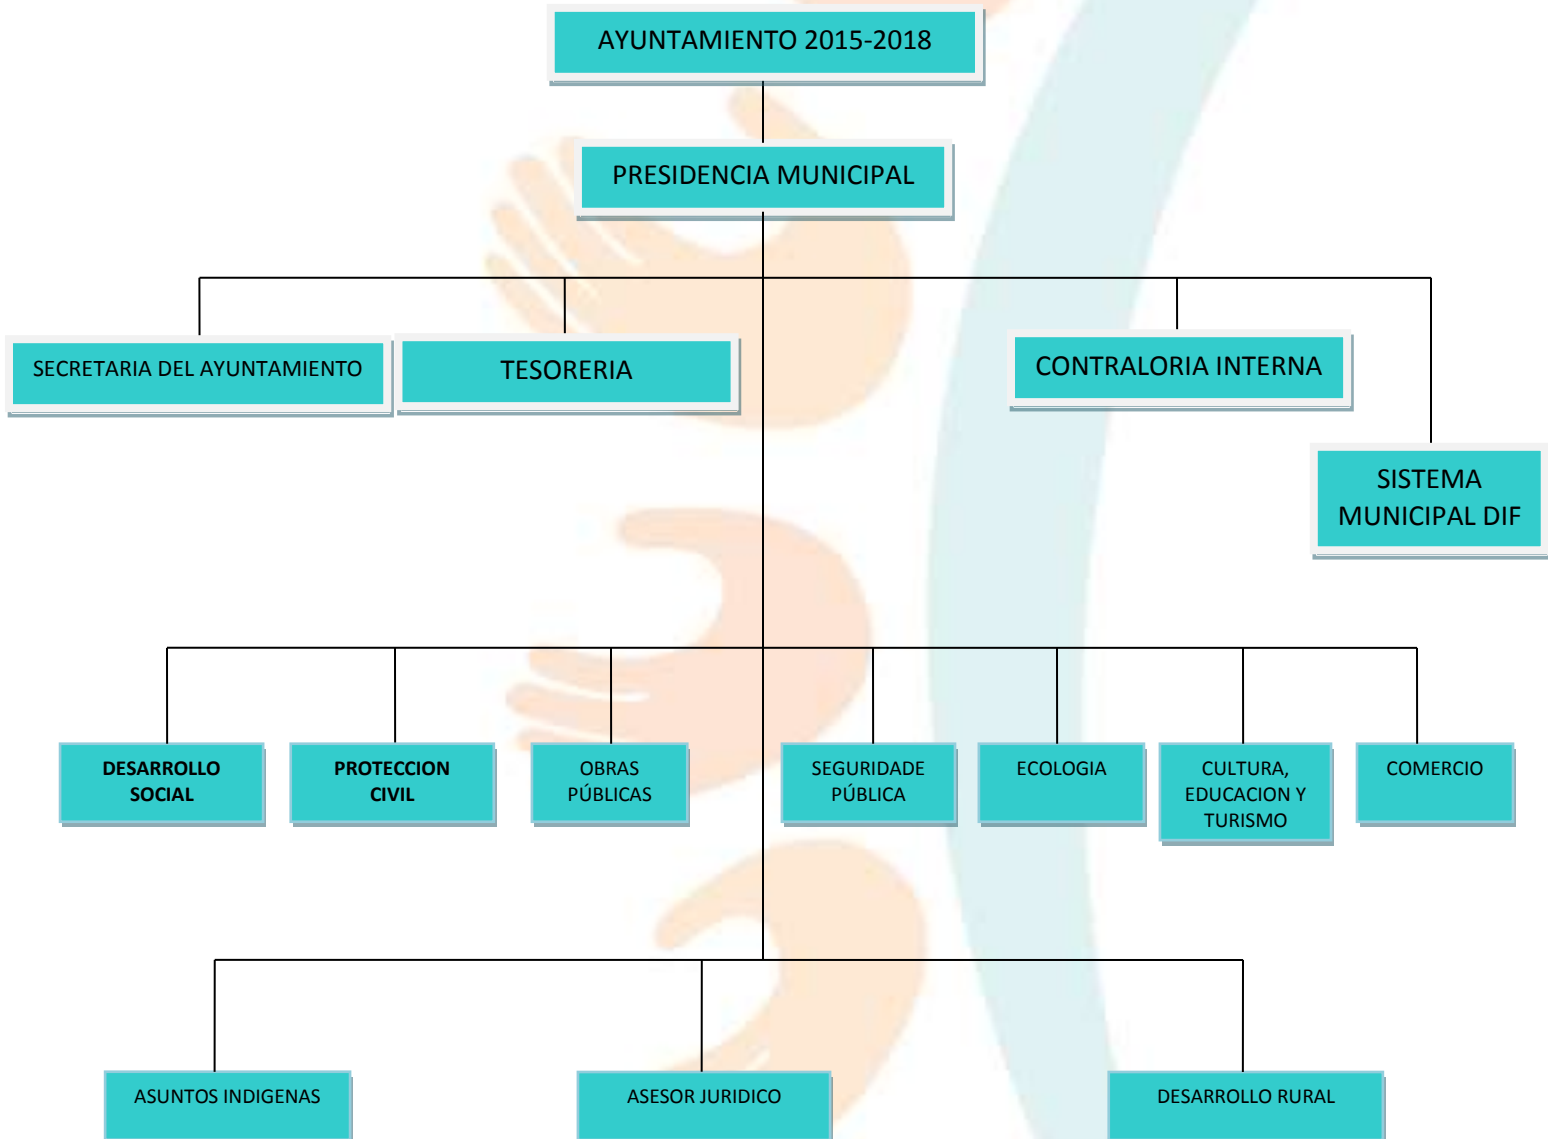 AYUNTAMIENTO 2015-2018
PRESIDENCIA MUNICIPAL
SECRETARIA DEL AYUNTAMIENTO
TESORERIA
CONTRALORIA INTERNA
SISTEMA
MUNICIPAL DIF
DESARROLLO
SOCIAL
PROTECCION
CIVIL
OBRAS
PÚBLICAS
SEGURIDADE
PÚBLICA
ECOLOGIA
CULTURA,
EDUCACION Y
TURISMO
COMERCIO
ASUNTOS INDIGENAS
ASESOR JURIDICO
DESARROLLO RURAL